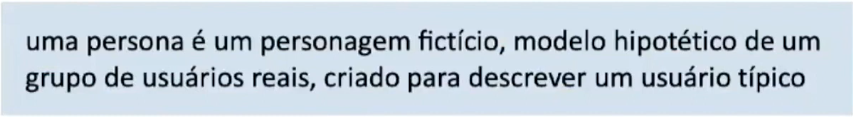 uma persona é um personagem fictício, modelo hipotético de um
grupo de usuários reais, criado para descrever um usuário típico